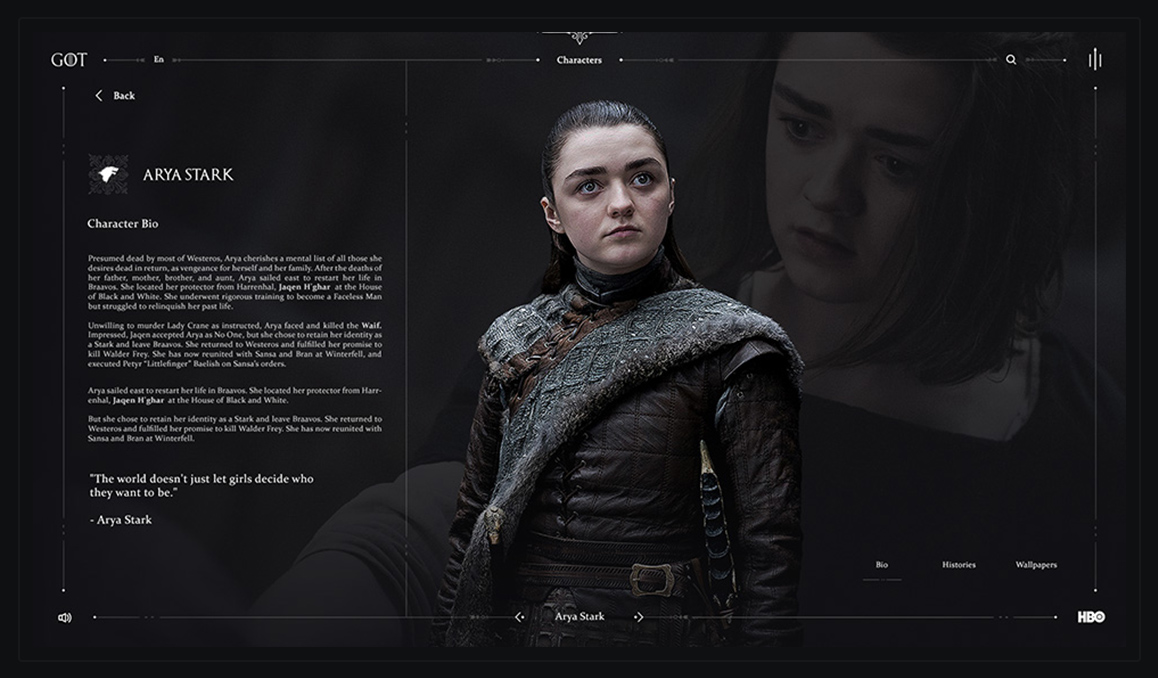 GOT
En
Characters
Back
ARYA STARK
Character Bio
Presumed dead by most of Westeros, Arya cherishes a mental list of all those she
desires dead in return, as vengeance for herself and her family. After the deaths of
her father, mother, brother, and aunt, Arya sailed east to restart her life in
Braavos. She located her protector from Harrenhal, Jaqen H'ghar at the House
of Black and White. She underwent rigorous training to become a Faceless Man
but struggled to relinquish her past life.
Unwilling to murder Lady Crane as instructed, Arya faced and killed the Waif.
Impressed, Jaqen accepted Arya as No One, but she chose to retain her identity as
a Stark and leave Braavos. She returned to Westeros and fulfilled her promise to
kill Walder Frey. She has now reunited with Sansa and Bran at Winterfell, and
executed Petyr “Littlefinger” Baelish on Sansa's orders.
Arya sailed east to restart her life in Braavos. She located her protector from Harr-
enhal, Jaqen H'ghar at the House of Black and White.
But she chose to retain her identity as a Stark and leave Braavos. She returned to
Westeros and fulfilled her promise to kill Walder Frey. She has now reunited with
Sansa and Bran at Winterfell.
"The world doesn't just let girls decide who
they want to be."
- Arya Stark
Bio
Histories
Wallpapers
Arya Stark
HBO